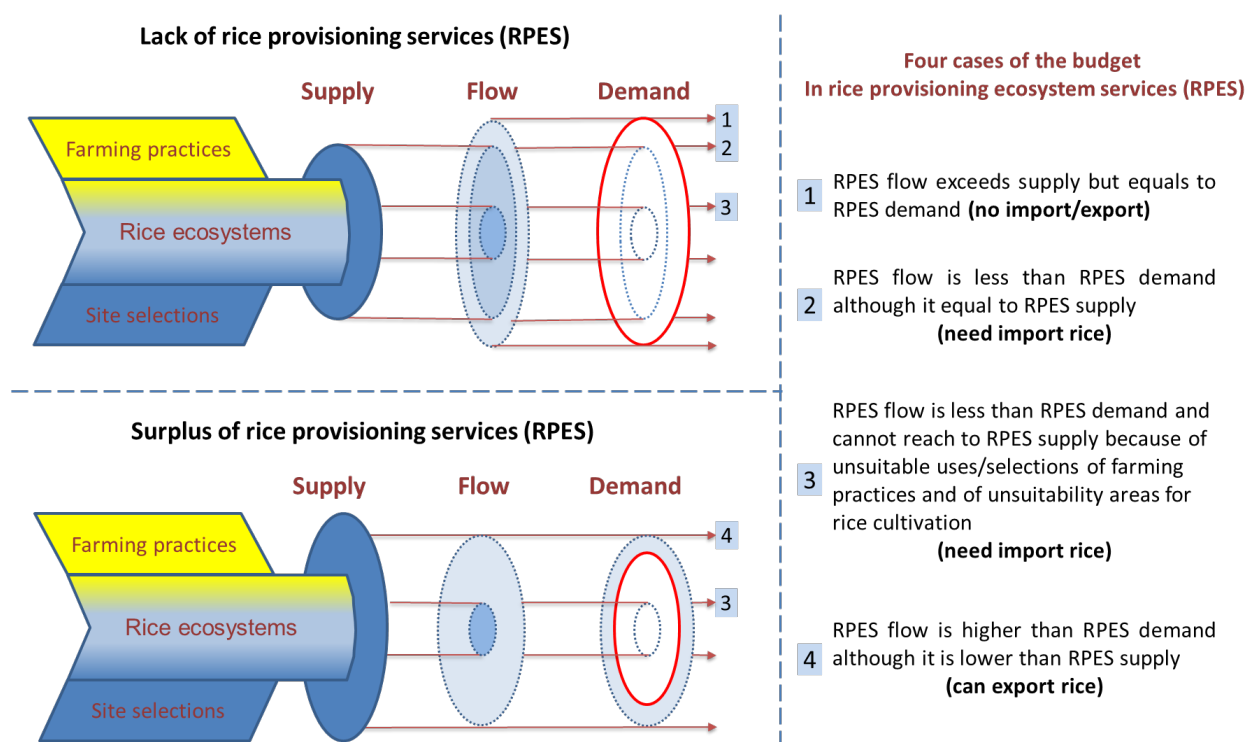 Lack of rice provisioning services (RPES)
Supply
Flow
Demand
Farming practices
Rice ecosystems
Site selections
1
2
3
Surplus of rice provisioning services (RPES)
Supply
Flow
Demand
Farming practices
Rice ecosystems
Site selections
4
3
Four cases of the budget
In rice provisioning ecosystem services (RPES)
1
RPES flow exceeds supply but equals to
RPES demand (no import/export)
2
RPES flow is less than RPES demand
although it equal to RPES supply
(need import rice)
3
RPES flow is less than RPES demand and
cannot reach to RPES supply because of
unsuitable uses/selections of farming
practices and of unsuitability areas for
rice cultivation
(need import rice)
4
RPES flow is higher than RPES demand
although it is lower than RPES supply
(can export rice)